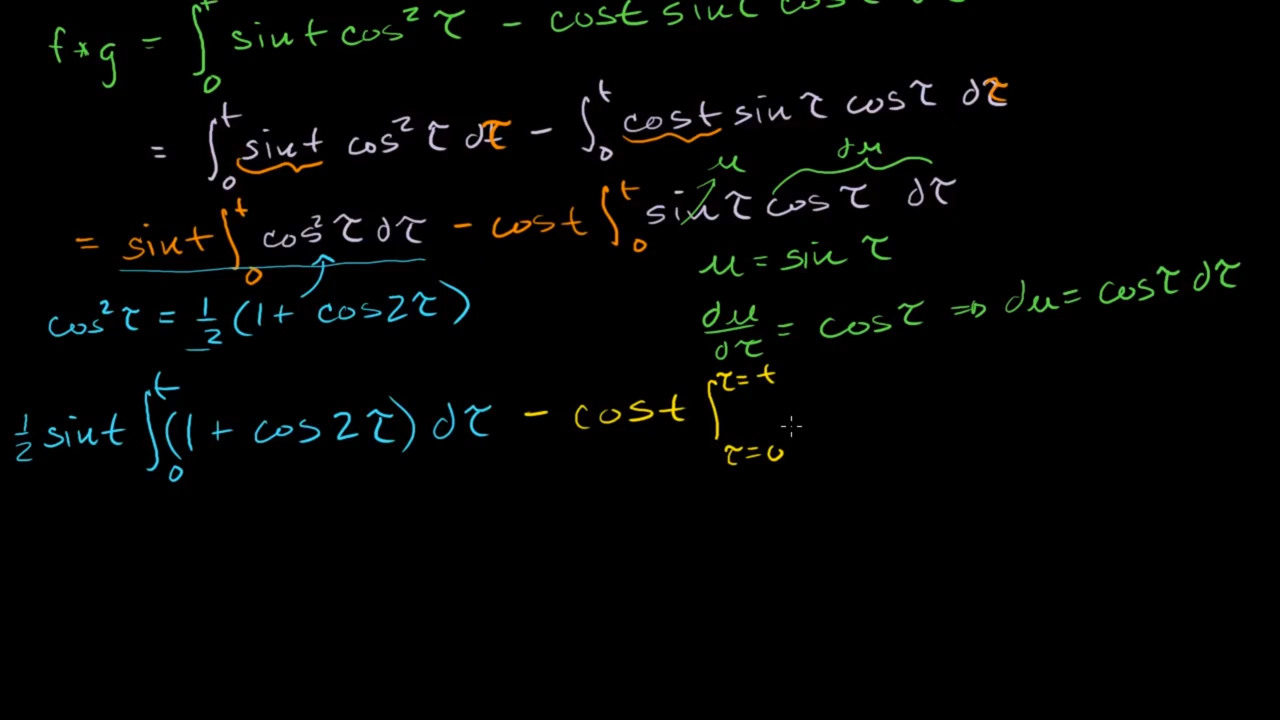 f*g = ∫₀ᵗ sin t cos² τ - cos t sin τ cos τ
= ∫₀ᵗ sin t cos² τ dτ - ∫₀ᵗ cos t sin τ cos τ dτ
u du
= sin t ∫₀ᵗ cos² τ dτ - cos t ∫₀ᵗ sin τ cos τ dτ
u = sin τ
cos² τ = 1/2 (1 + cos 2τ)
du/dτ = cos τ ⇒ du = cos τ dτ
1/2 sin t ∫₀ᵗ (1 + cos 2τ) dτ - cos t ∫_{τ=0}^{τ=t}